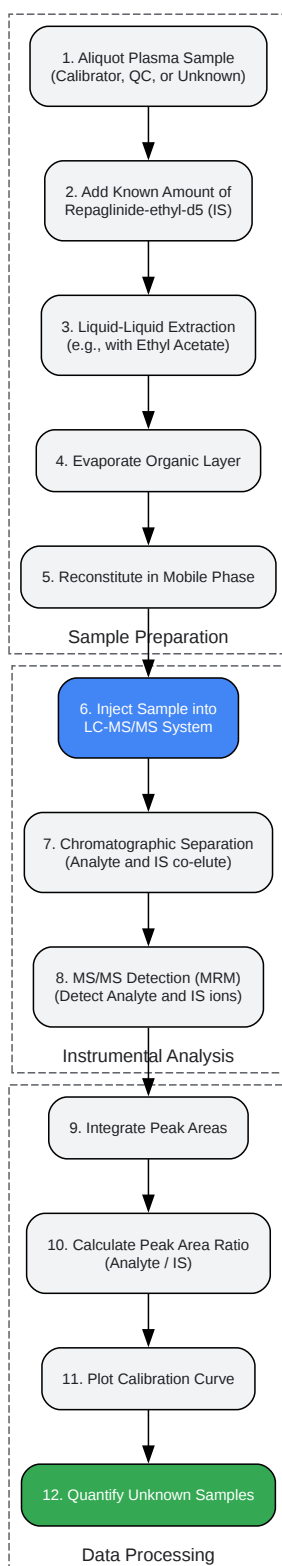 1. Aliquot Plasma Sample
(Calibrator, QC, or Unknown)
2. Add Known Amount of
Repaglinide-ethyl-d5 (IS)
3. Liquid-Liquid Extraction
(e.g., with Ethyl Acetate)
4. Evaporate Organic Layer
5. Reconstitute in Mobile Phase
Sample Preparation
6. Inject Sample into
LC-MS/MS System
7. Chromatographic Separation
(Analyte and IS co-elute)
8. MS/MS Detection (MRM)
(Detect Analyte and IS ions)
Instrumental Analysis
9. Integrate Peak Areas
10. Calculate Peak Area Ratio
(Analyte / IS)
11. Plot Calibration Curve
12. Quantify Unknown Samples
Data Processing